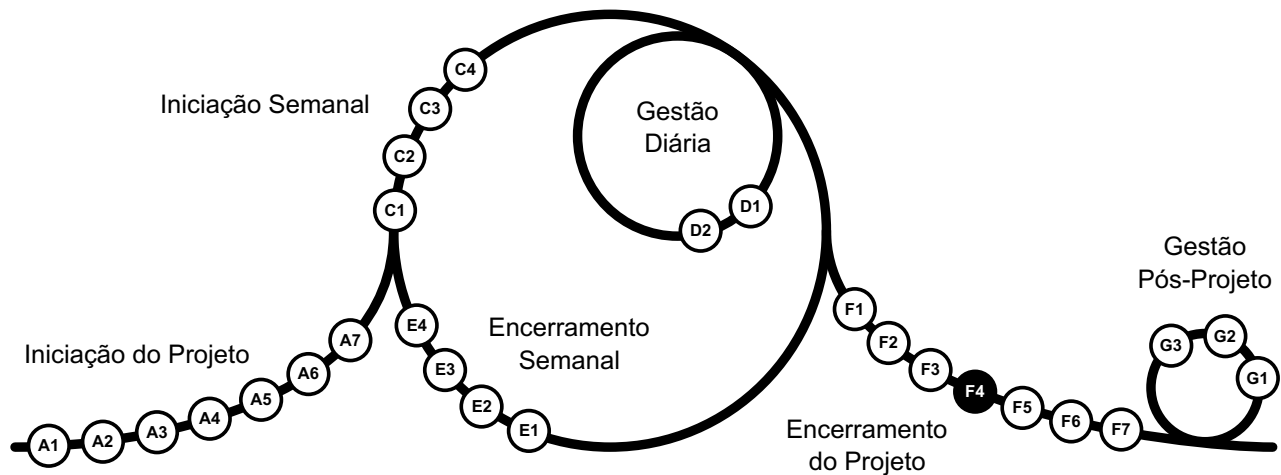 Iniciação do Projeto
A1
A2
A3
A4
A5
A6
A7
Iniciação Semanal
C1
C2
C3
C4
Gestão
Diária
D1
D2
Encerramento
Semanal
E1
E2
E3
E4
Encerramento
do Projeto
F1
F2
F3
F4
F5
F6
F7
Gestão
Pós-Projeto
G1
G2
G3